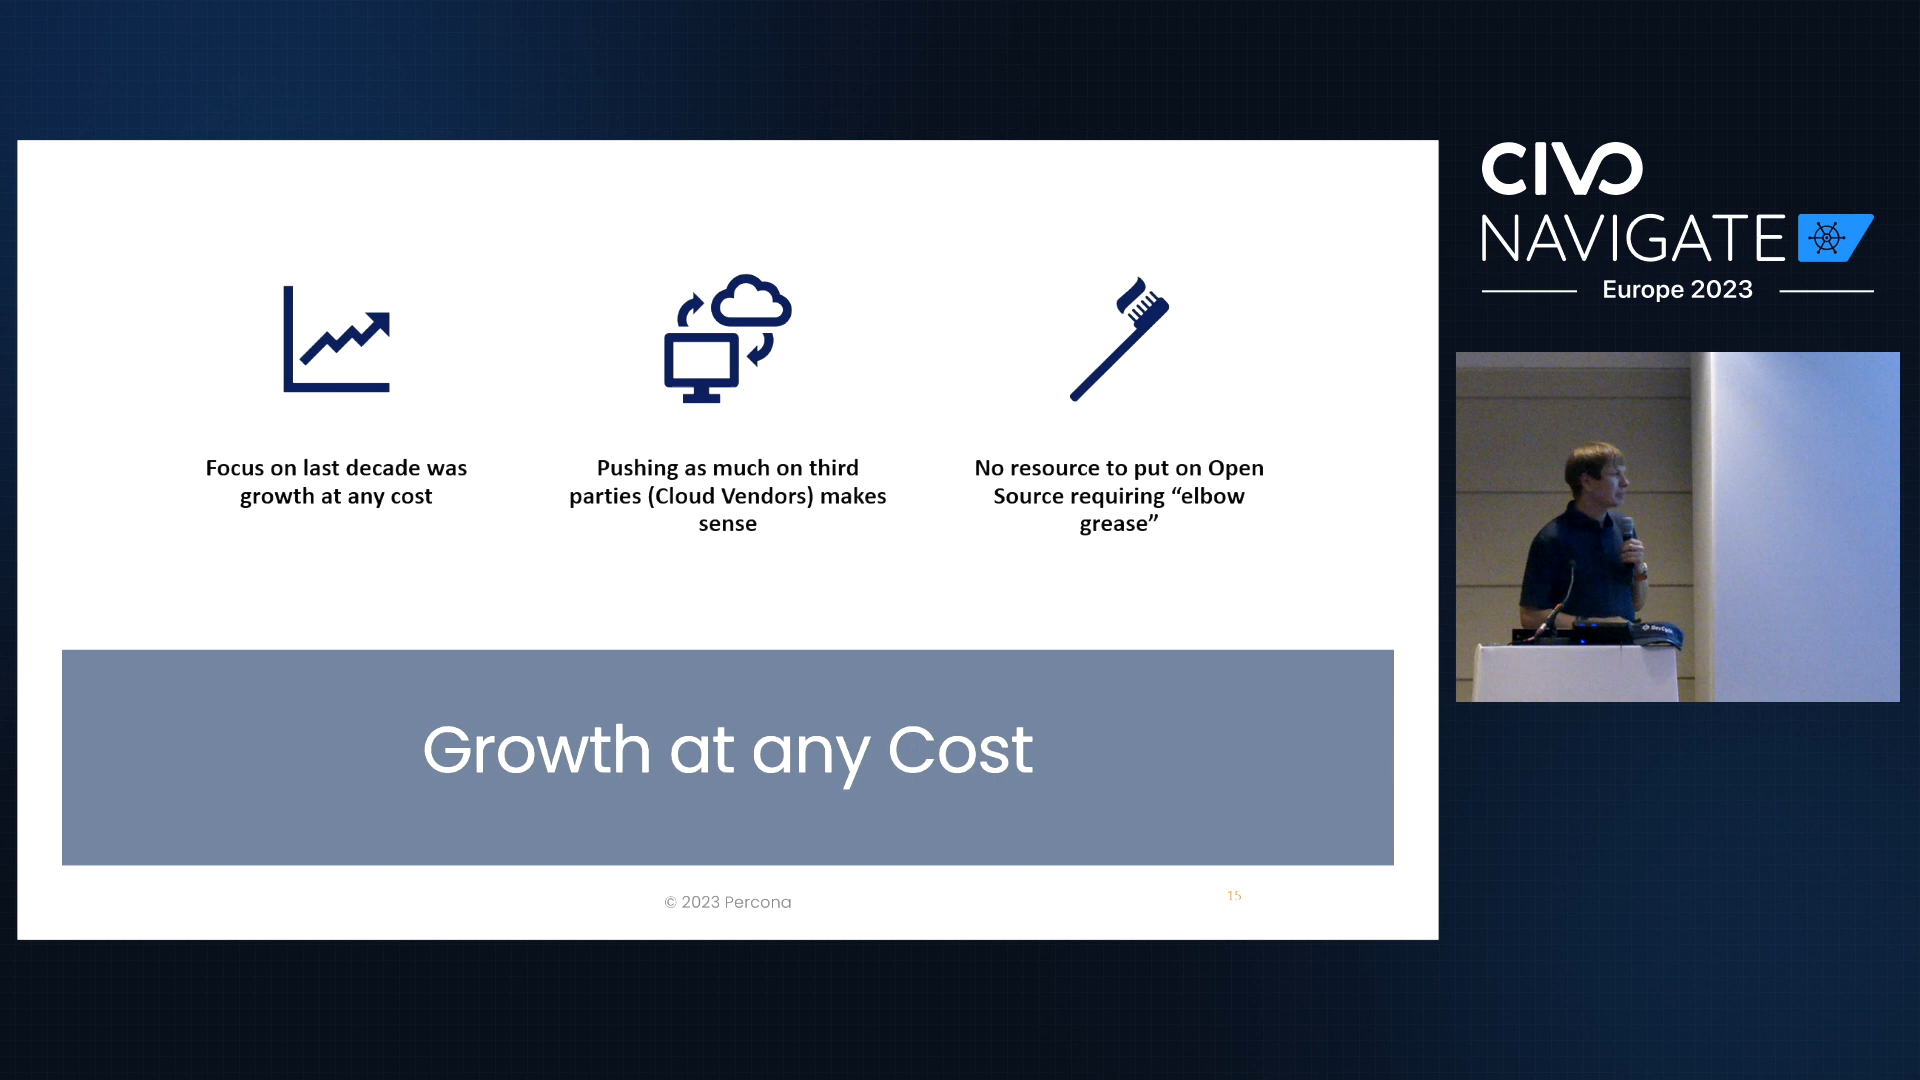 Focus on last decade was
growth at any cost
Pushing as much on third
parties (Cloud Vendors) makes
sense
No resource to put on Open
Source requiring “elbow
grease”
Growth at any Cost
© 2023 Percona
15
CIVO
NAVIGATE
Europe 2023